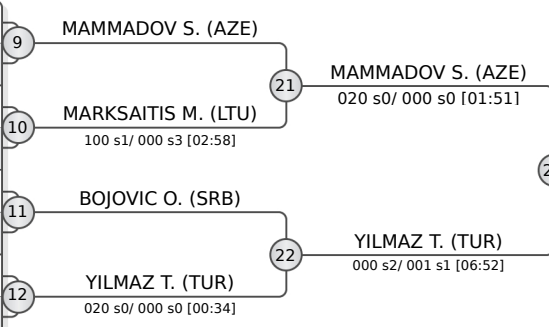 9
MAMMADOV S. (AZE)
21
MAMMADOV S. (AZE)
020 s0/ 000 s0 [01:51]
10
MARKSAITIS M. (LTU)
100 s1/ 000 s3 [02:58]
11
BOJOVIC O. (SRB)
22
YILMAZ T. (TUR)
000 s2/ 001 s1 [06:52]
12
YILMAZ T. (TUR)
020 s0/ 000 s0 [00:34]